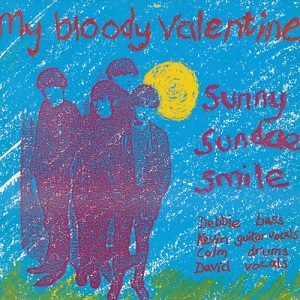 my bloody valentine
sunny
sundae
smile
Debbie bass
Kevin guitar vocals
Colm drums
David vocals